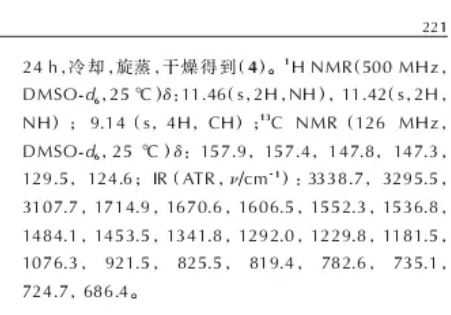 221
24 h,冷却,旋蒸,干燥得到(4)。¹H NMR(500 MHz,
DMSO-d₆,25 ℃)δ:11.46(s,2H,NH), 11.42(s,2H,
NH) ; 9.14 (s, 4H, CH) ;¹³C NMR (126 MHz,
DMSO-d₆, 25 ℃)δ: 157.9, 157.4, 147.8, 147.3,
129.5, 124.6; IR (ATR, ν/cm⁻¹) : 3338.7, 3295.5,
3107.7, 1714.9, 1670.6, 1606.5, 1552.3, 1536.8,
1484.1, 1453.5, 1341.8, 1292.0, 1229.8, 1181.5,
1076.3, 921.5, 825.5, 819.4, 782.6, 735.1,
724.7, 686.4。